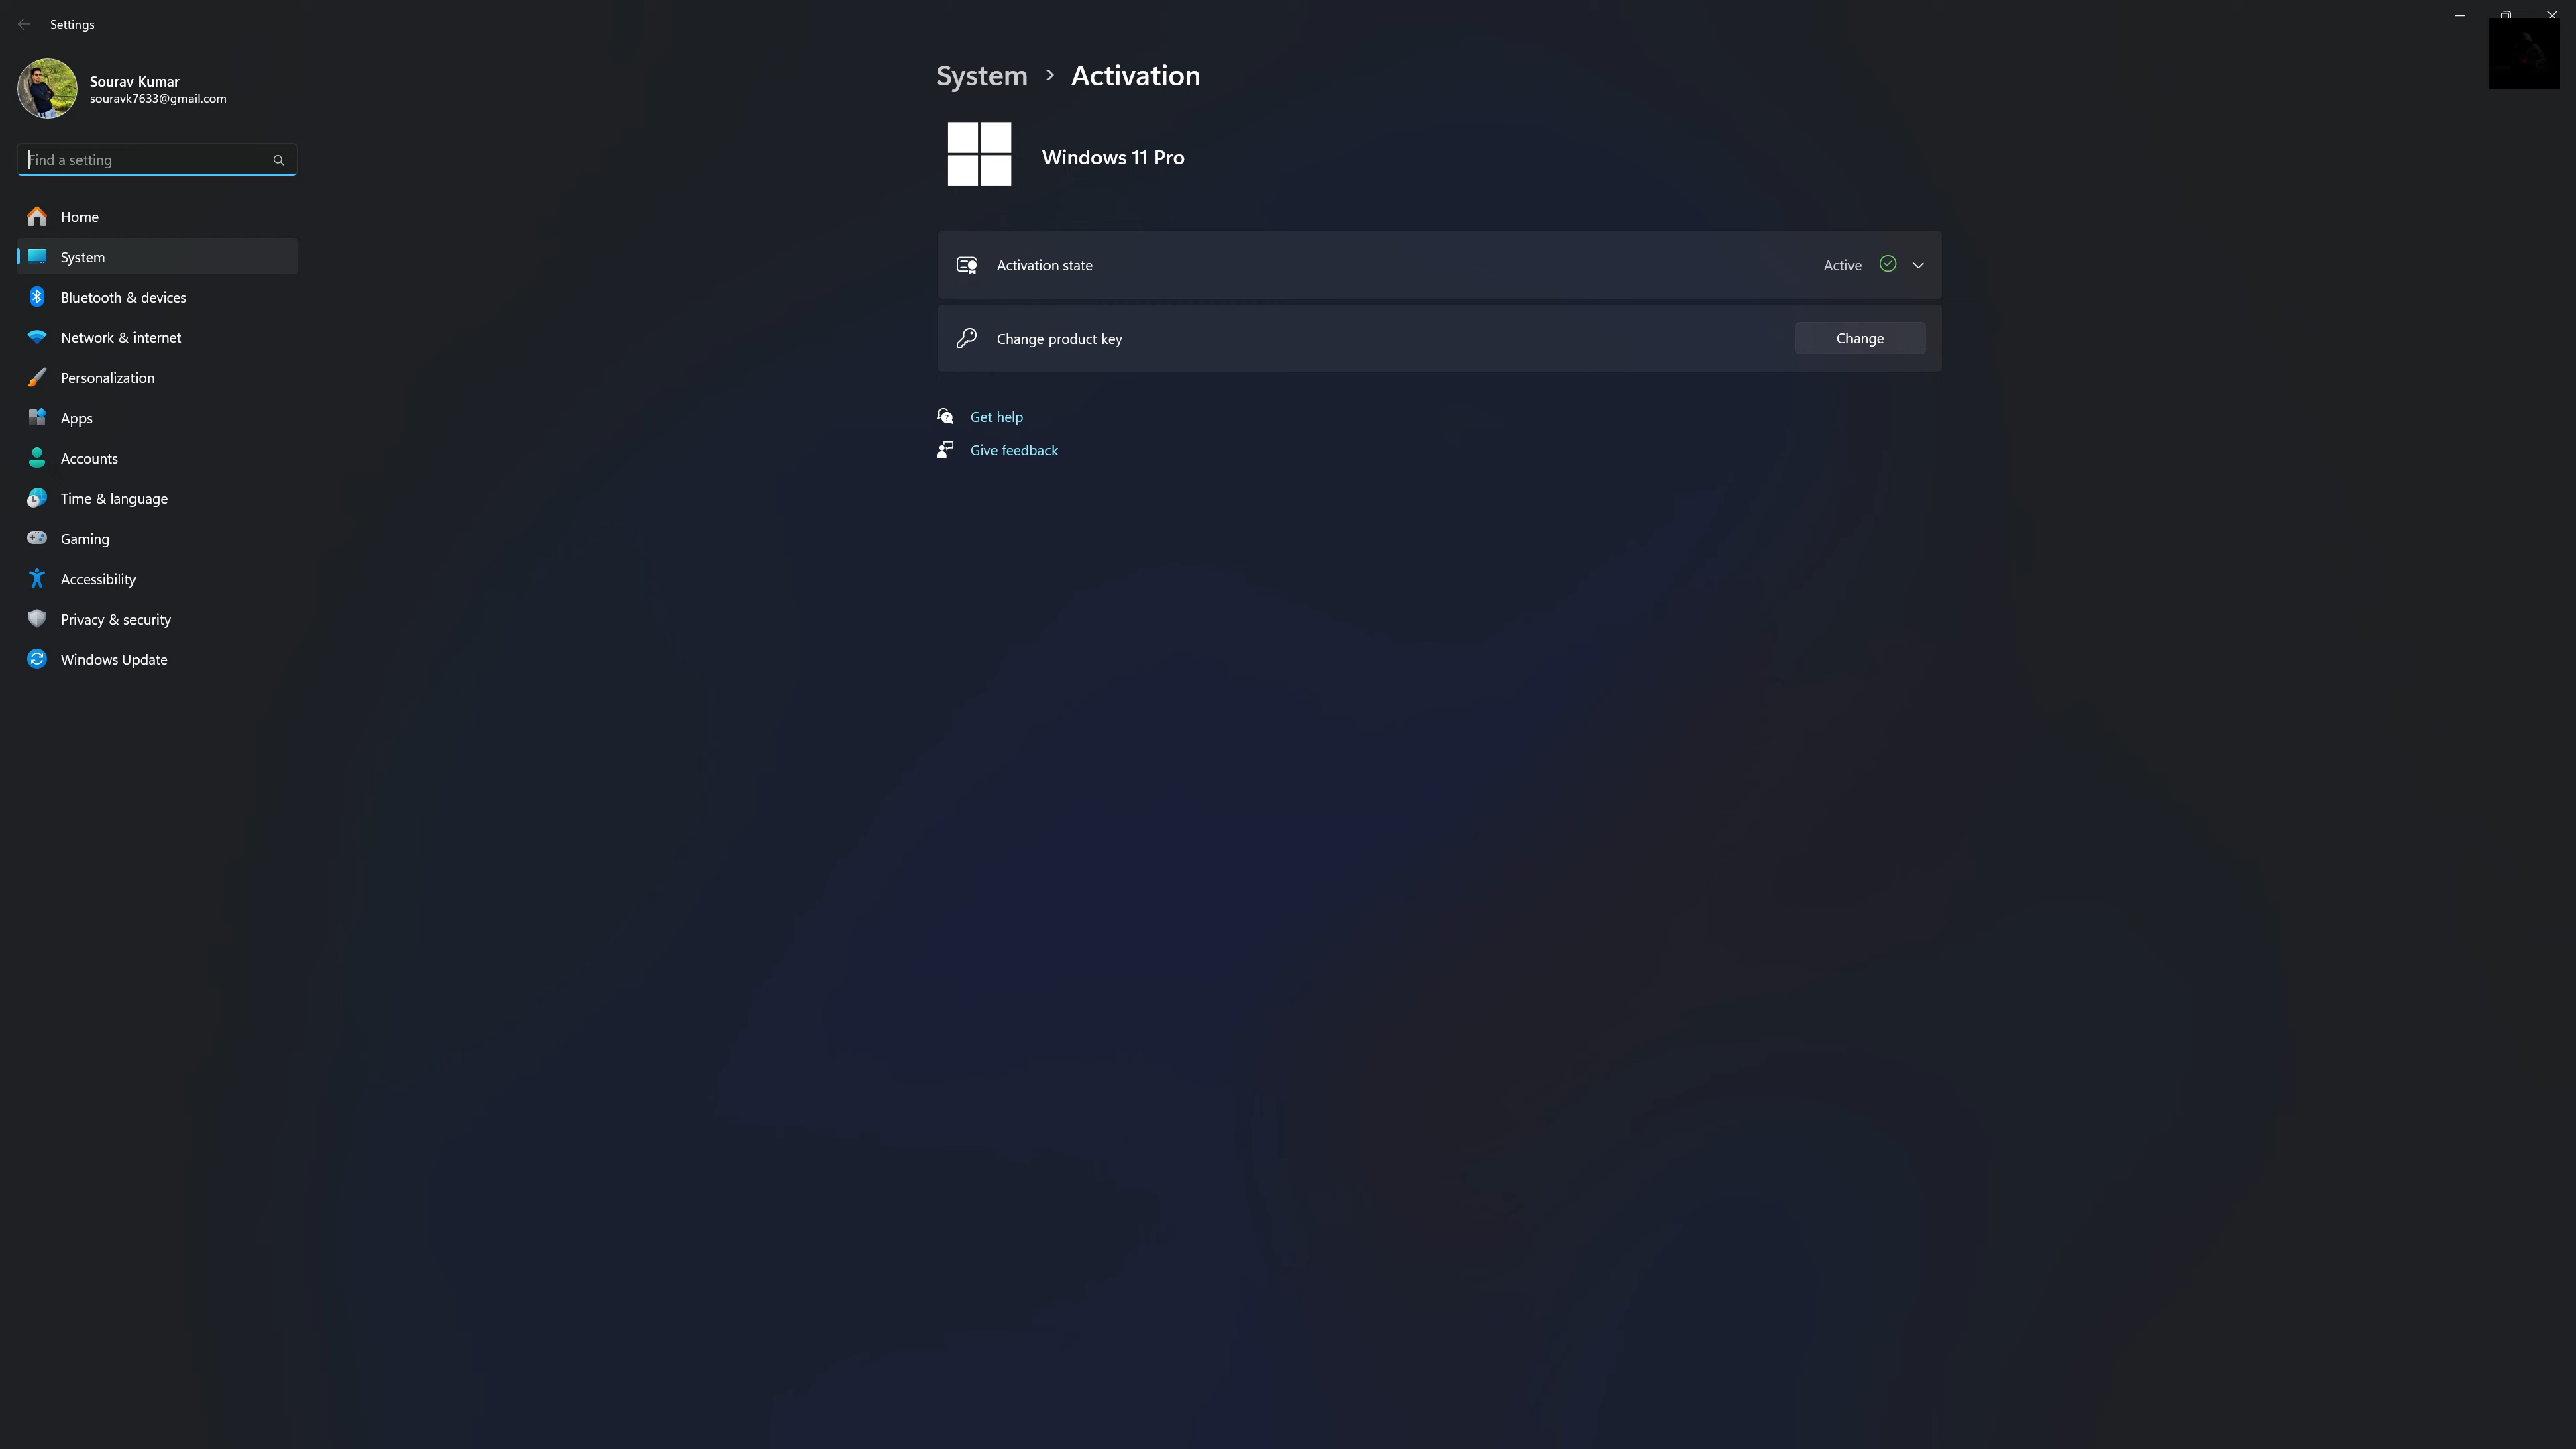 Settings
Sourav Kumar
souravk7633@gmail.com
Find a setting
Home
System
Bluetooth & devices
Network & internet
Personalization
Apps
Accounts
Time & language
Gaming
Accessibility
Privacy & security
Windows Update
System > Activation
Windows 11 Pro
Activation state Active
Change product key Change
Get help
Give feedback